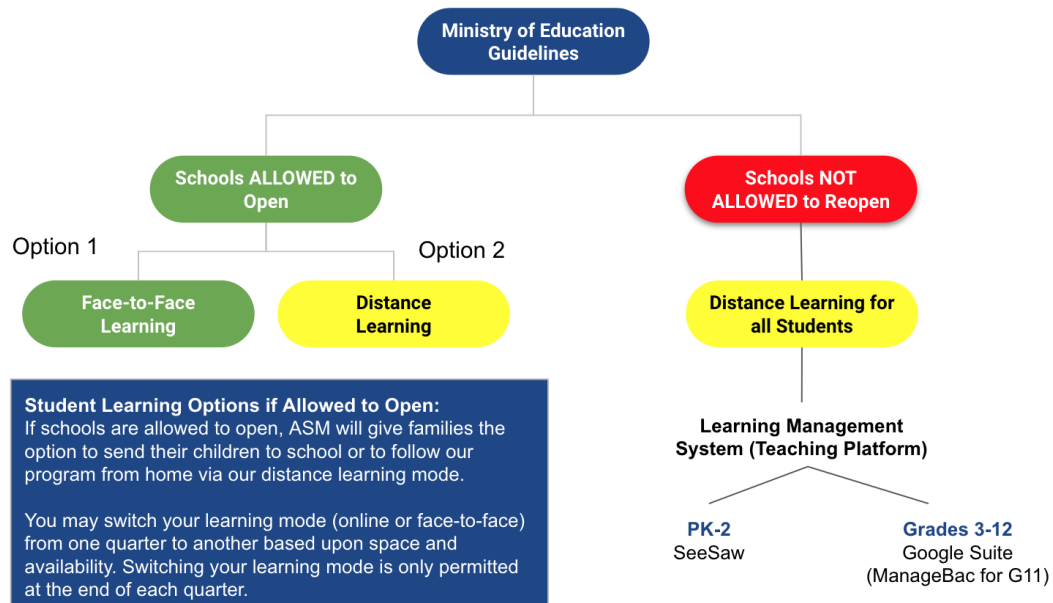 Ministry of Education
Guidelines
Schools ALLOWED to
Open
Schools NOT
ALLOWED to Reopen
Option 1
Option 2
Face-to-Face
Learning
Distance
Learning
Distance Learning for
all Students
Student Learning Options if Allowed to Open:
If schools are allowed to open, ASM will give families the
option to send their children to school or to follow our
program from home via our distance learning mode.
You may switch your learning mode (online or face-to-face)
from one quarter to another based upon space and
availability. Switching your learning mode is only permitted
at the end of each quarter.
Learning Management
System (Teaching Platform)
PK-2
SeeSaw
Grades 3-12
Google Suite
(ManageBac for G11)